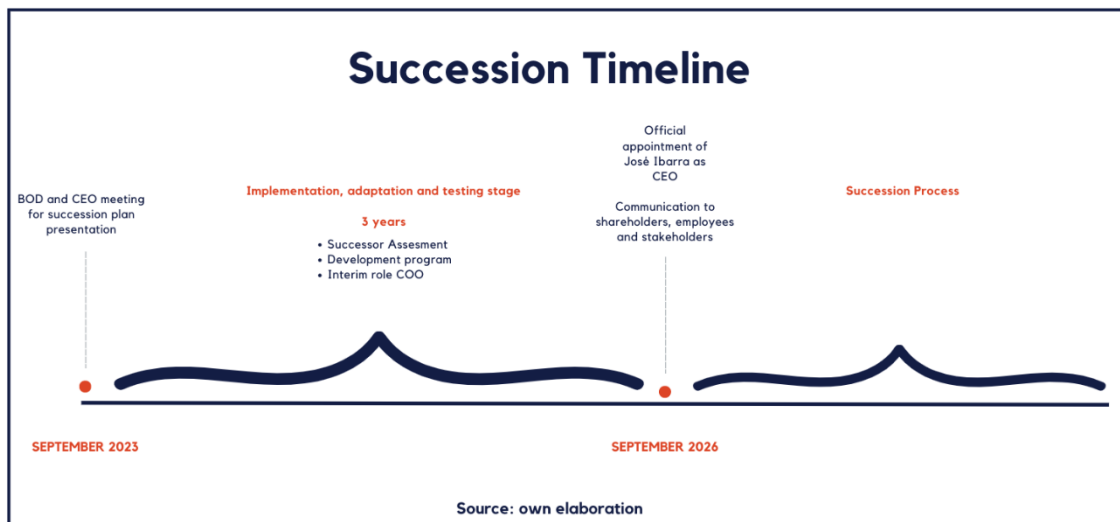 Succession Timeline
BOD and CEO meeting
for succession plan
presentation
Implementation, adaptation and testing stage
3 years
• Successor Assesment
• Development program
• Interim role COO
Official
appointment of
José Ibarra as
CEO
Communication to
shareholders, employees
and stakeholders
Succession Process
SEPTEMBER 2023
SEPTEMBER 2026
Source: own elaboration